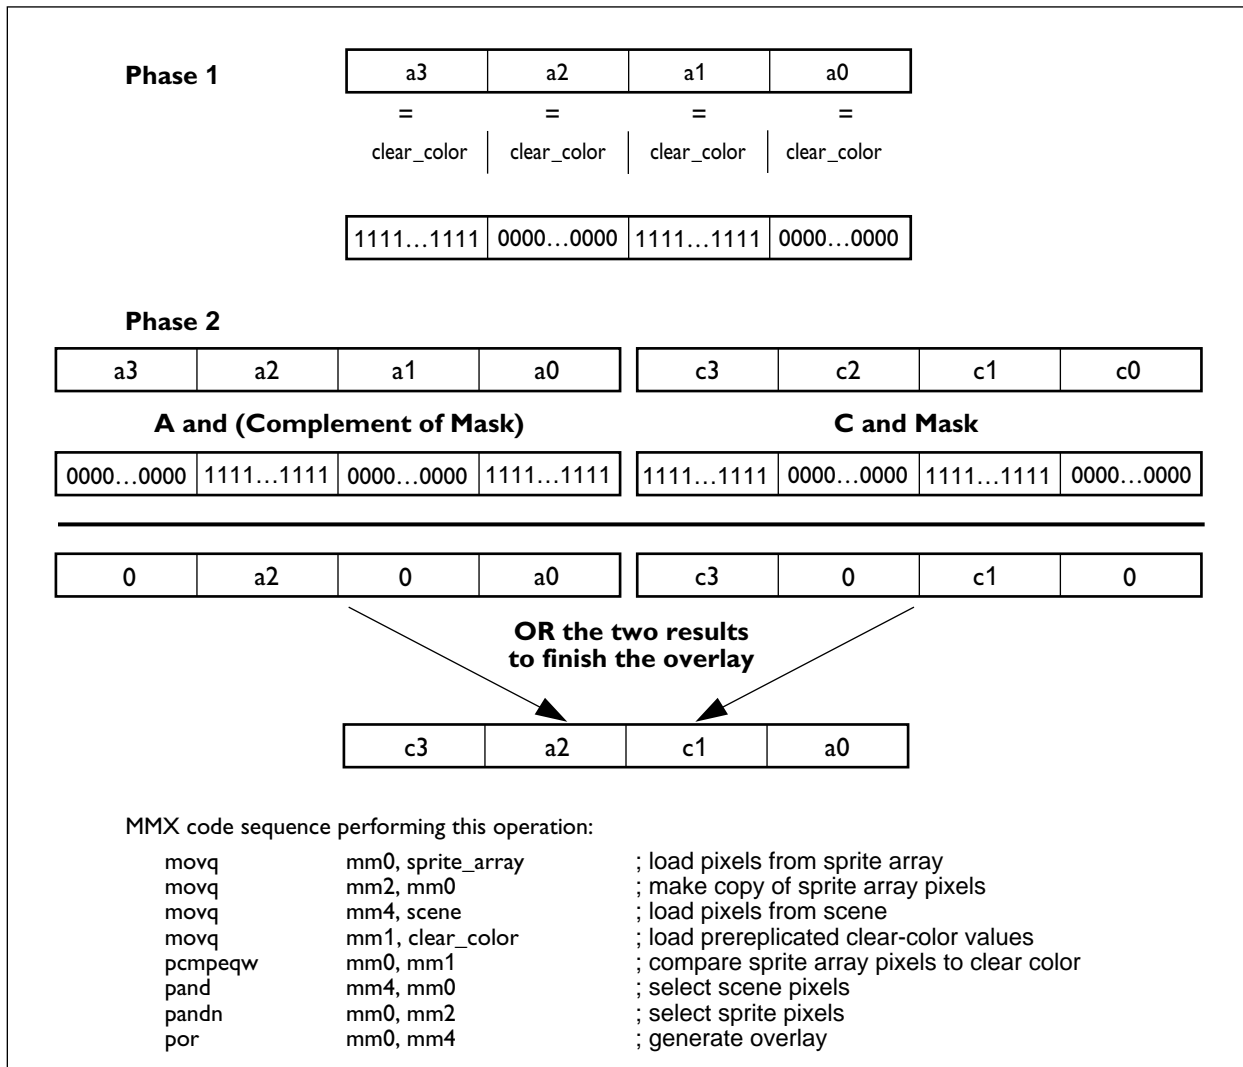 Phase 1
a3 a2 a1 a0
= = = =
clear_color clear_color clear_color clear_color
1111...1111 0000...0000 1111...1111 0000...0000
Phase 2
a3 a2 a1 a0 c3 c2 c1 c0
A and (Complement of Mask) C and Mask
0000...0000 1111...1111 0000...0000 1111...1111 1111...1111 0000...0000 1111...1111 0000...0000
0 a2 0 a0 c3 0 c1 0
OR the two results
to finish the overlay
c3 a2 c1 a0
MMX code sequence performing this operation:
movq mm0, sprite_array ; load pixels from sprite array
movq mm2, mm0 ; make copy of sprite array pixels
movq mm4, scene ; load pixels from scene
movq mm1, clear_color ; load prereplicated clear-color values
pcmpeqw mm0, mm1 ; compare sprite array pixels to clear color
pand mm4, mm0 ; select scene pixels
pandn mm0, mm2 ; select sprite pixels
por mm0, mm4 ; generate overlay